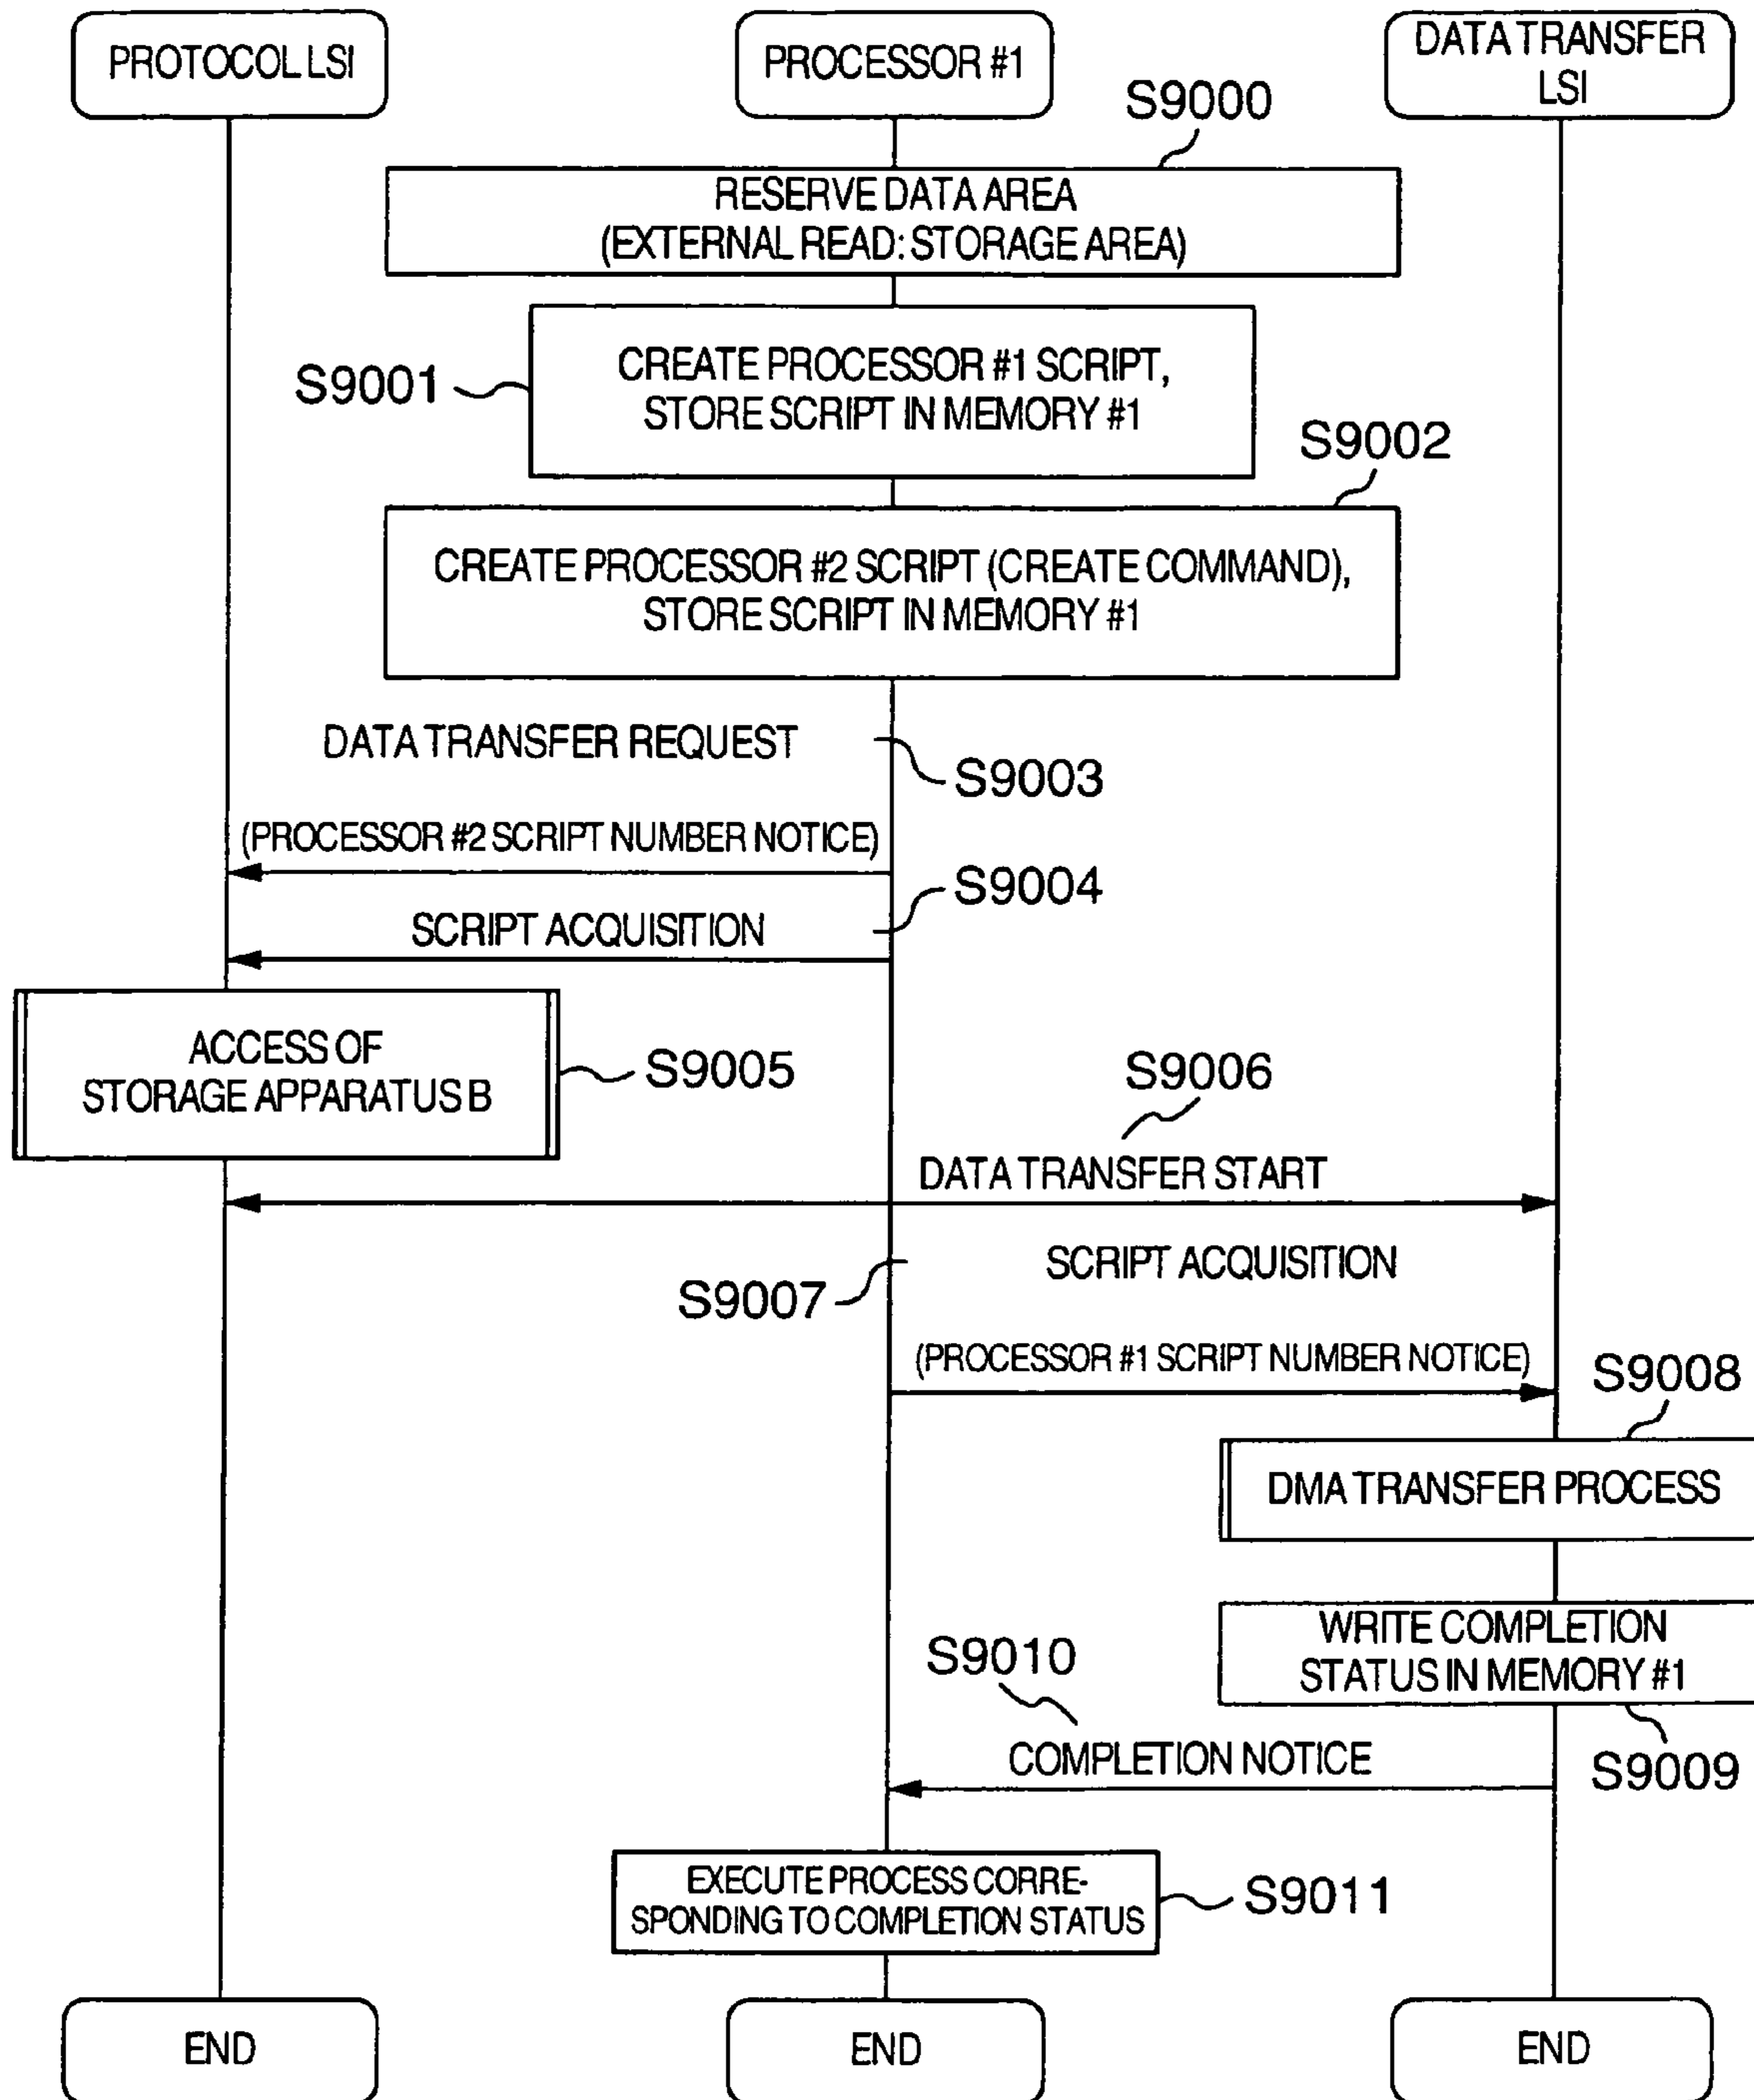 PROTOCOL LSI
PROCESSOR #1
DATA TRANSFER
LSI
S9000
RESERVE DATA AREA
(EXTERNAL READ: STORAGE AREA)
S9001
CREATE PROCESSOR #1 SCRIPT,
STORE SCRIPT IN MEMORY #1
S9002
CREATE PROCESSOR #2 SCRIPT (CREATE COMMAND),
STORE SCRIPT IN MEMORY #1
DATA TRANSFER REQUEST
S9003
(PROCESSOR #2 SCRIPT NUMBER NOTICE)
S9004
SCRIPT ACQUISITION
ACCESS OF
STORAGE APPARATUS B
S9005
S9006
DATA TRANSFER START
SCRIPT ACQUISITION
S9007
(PROCESSOR #1 SCRIPT NUMBER NOTICE)
S9008
DMA TRANSFER PROCESS
WRITE COMPLETION
STATUS IN MEMORY #1
S9010
COMPLETION NOTICE
S9009
EXECUTE PROCESS CORRE-
SPONDING TO COMPLETION STATUS
S9011
END
END
END